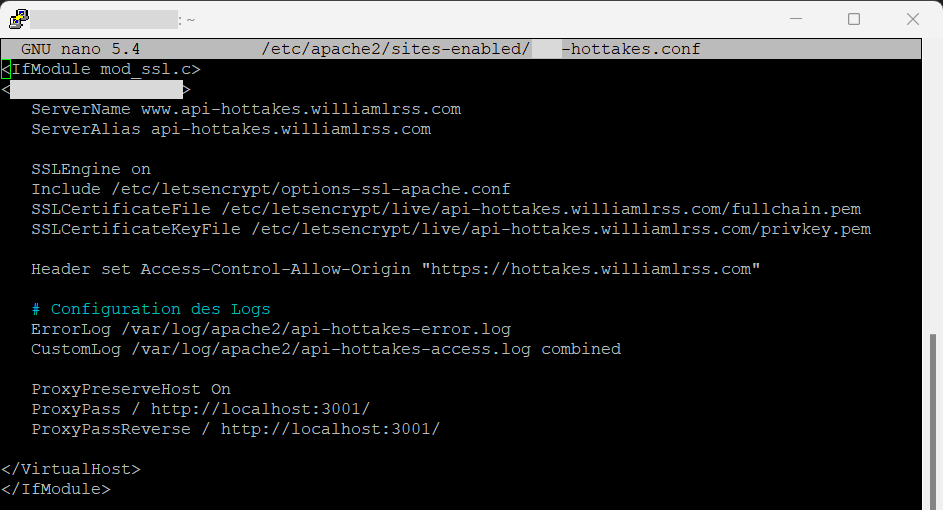 : ~
GNU nano 5.4 /etc/apache2/sites-enabled/ -hottakes.conf
<IfModule mod_ssl.c>
< >
ServerName www.api-hottakes.williamlrss.com
ServerAlias api-hottakes.williamlrss.com
SSLEngine on
Include /etc/letsencrypt/options-ssl-apache.conf
SSLCertificateFile /etc/letsencrypt/live/api-hottakes.williamlrss.com/fullchain.pem
SSLCertificateKeyFile /etc/letsencrypt/live/api-hottakes.williamlrss.com/privkey.pem
Header set Access-Control-Allow-Origin "https://hottakes.williamlrss.com"
# Configuration des Logs
ErrorLog /var/log/apache2/api-hottakes-error.log
CustomLog /var/log/apache2/api-hottakes-access.log combined
ProxyPreserveHost On
ProxyPass / http://localhost:3001/
ProxyPassReverse / http://localhost:3001/
</VirtualHost>
</IfModule>